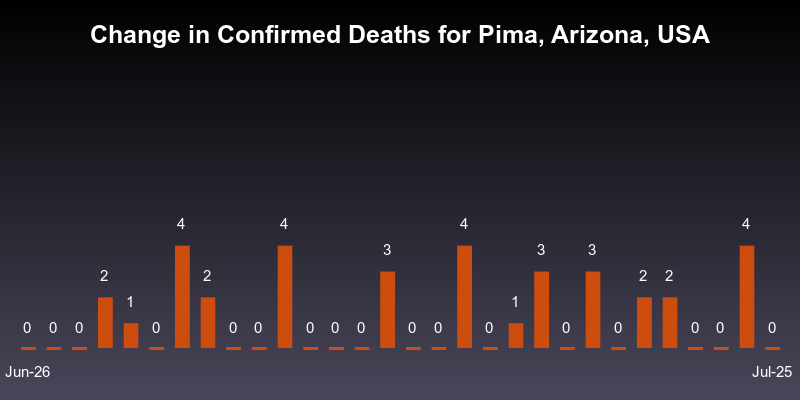 Change in Confirmed Deaths for Pima, Arizona, USA
0 0 0 2 1 0 4 2 0 0 4 0 0 0 3 0 0 4 0 1 3 0 3 0 2 2 0 0 4 0
Jun-26 Jul-25